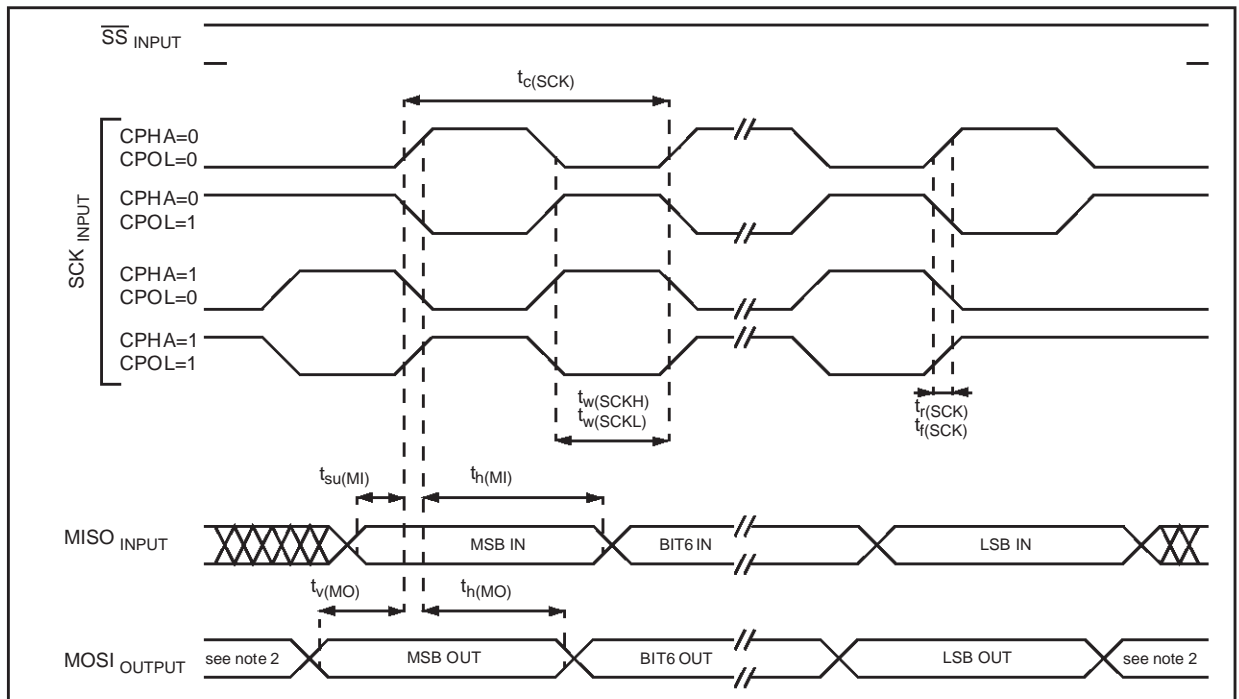 SS INPUT
tc(SCK)
SCK INPUT
CPHA=0
CPOL=0
CPHA=0
CPOL=1
CPHA=1
CPOL=0
CPHA=1
CPOL=1
tw(SCKH)
tw(SCKL)
tr(SCK)
tf(SCK)
tsu(MI)
th(MI)
MISO INPUT
MSB IN
BIT6 IN
LSB IN
tv(MO)
th(MO)
MOSI OUTPUT
see note 2
MSB OUT
BIT6 OUT
LSB OUT
see note 2